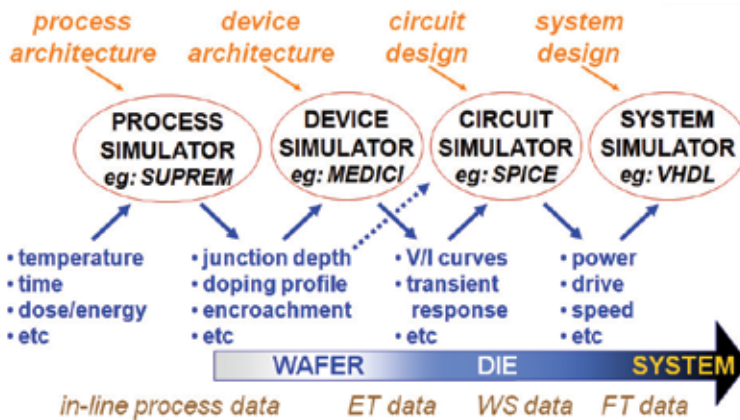 process architecture
device architecture
circuit design
system design
PROCESS SIMULATOR eg: SUPREM
DEVICE SIMULATOR eg: MEDICI
CIRCUIT SIMULATOR eg: SPICE
SYSTEM SIMULATOR eg: VHDL
• temperature
• time
• dose/energy
• etc
• junction depth
• doping profile
• encroachment
• etc
• V/I curves
• transient
response
• etc
• power
• drive
• speed
• etc
WAFER DIE SYSTEM
in-line process data ET data WS data FT data